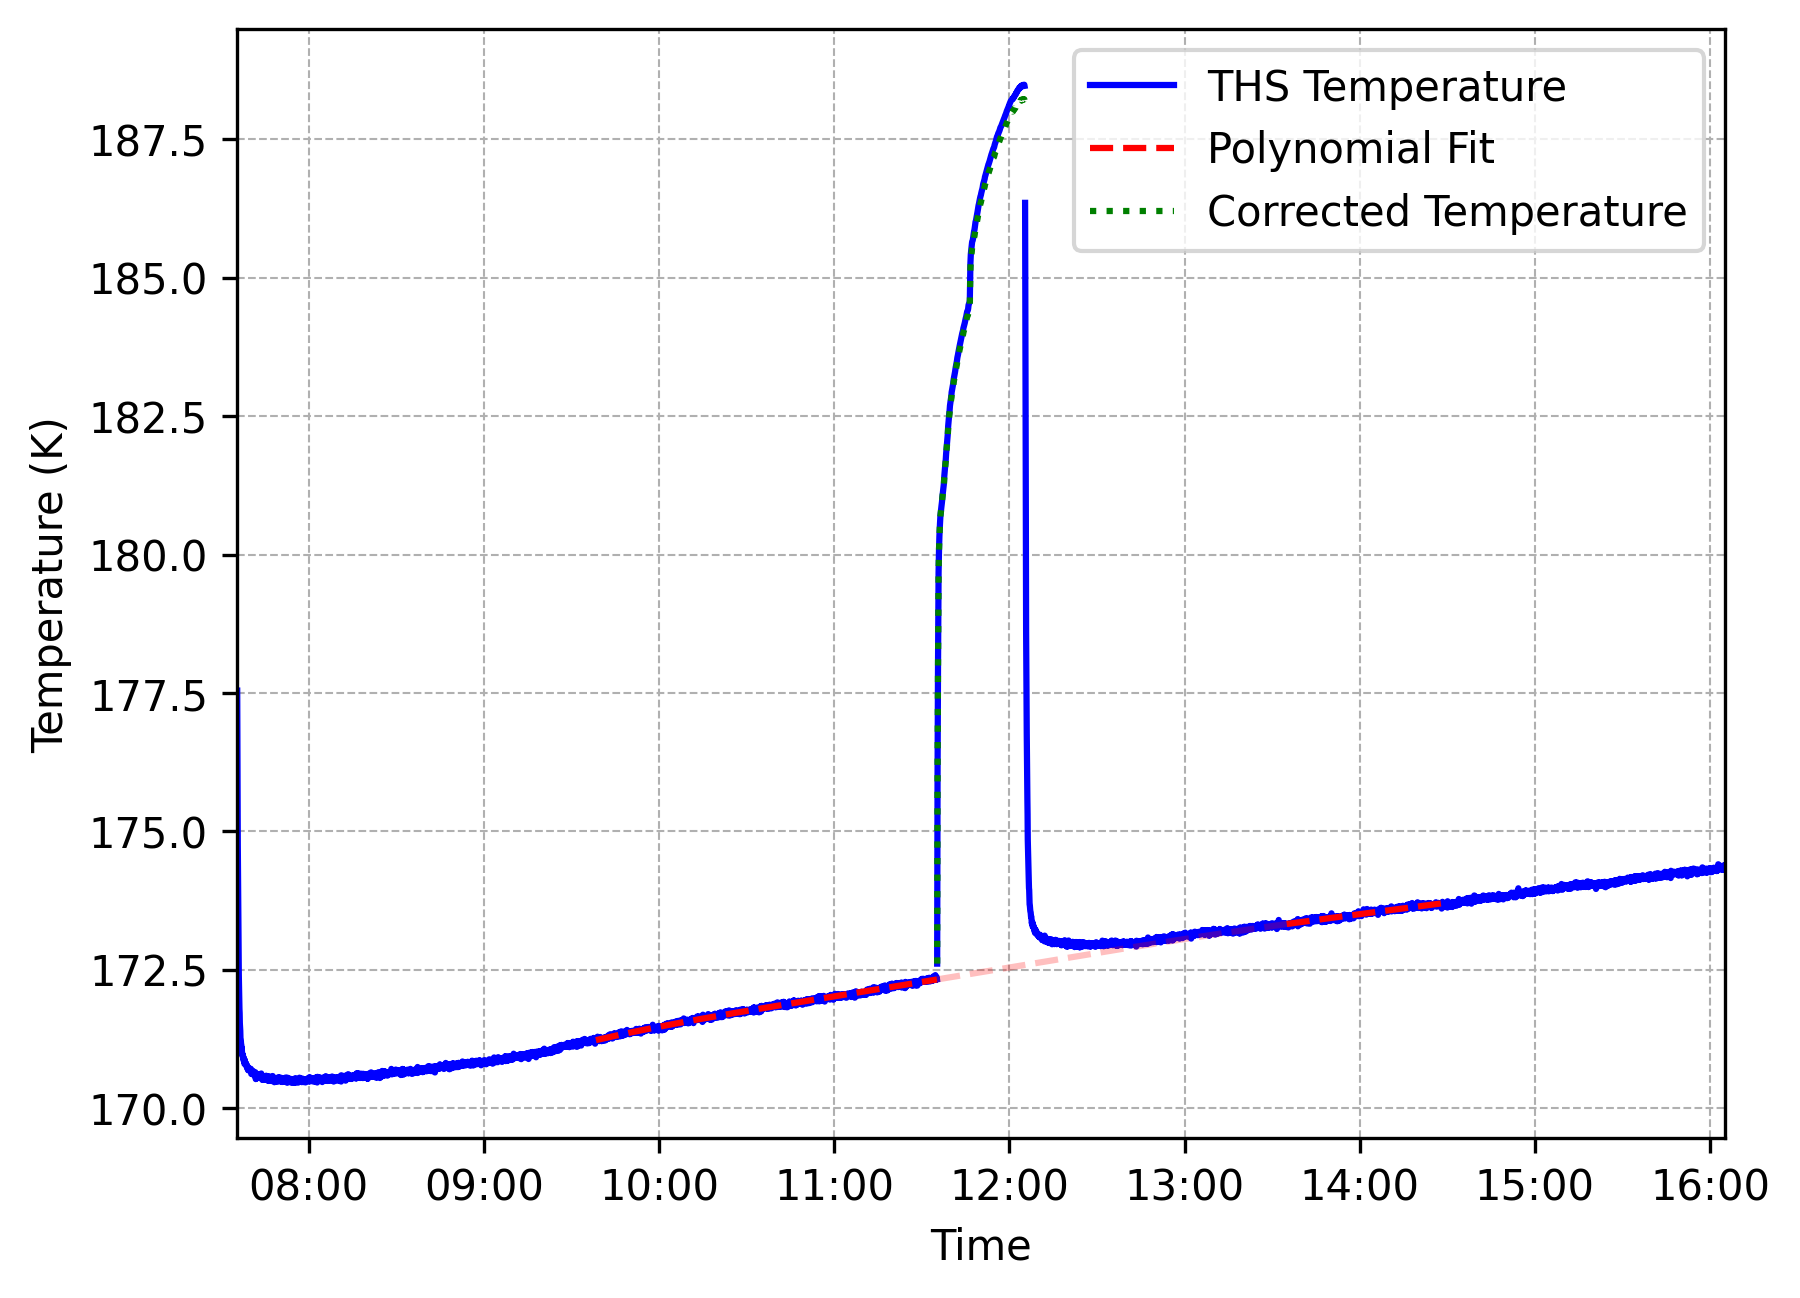 THS Temperature
Polynomial Fit
Corrected Temperature
187.5
185.0
182.5
180.0
177.5
175.0
172.5
170.0
Temperature (K)
08:00 09:00 10:00 11:00 12:00 13:00 14:00 15:00 16:00
Time